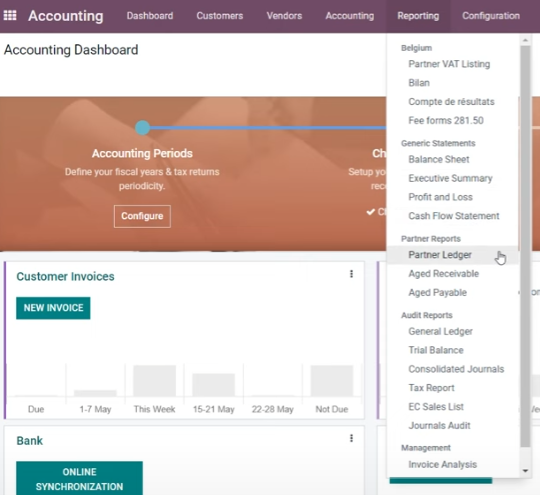 Accounting Dashboard Customers Vendors Accounting Reporting Configuration
Accounting Dashboard
Belgium
Partner VAT Listing
Bilan
Compte de résultats
Fee forms 281.50
Generic Statements
Balance Sheet
Executive Summary
Profit and Loss
Cash Flow Statement
Partner Reports
Partner Ledger
Aged Receivable
Aged Payable
Audit Reports
General Ledger
Trial Balance
Consolidated Journals
Tax Report
EC Sales List
Journals Audit
Management
Invoice Analysis
Accounting Periods
Define your fiscal years & tax returns
periodicity.
Configure
Setup you
Customer Invoices
NEW INVOICE
Due 1-7 May This Week 15-21 May 22-28 May Not Due
Bank
ONLINE
SYNCHRONIZATION